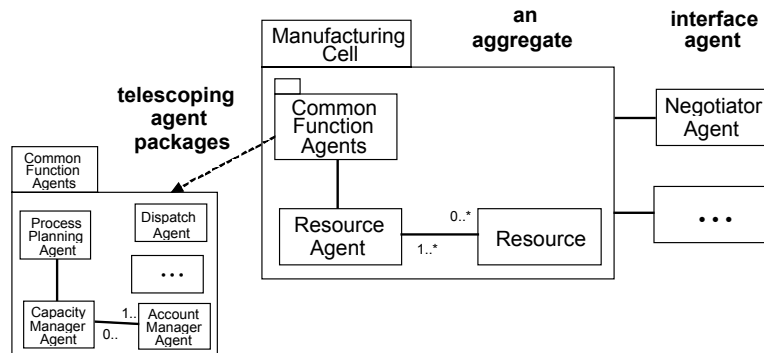 an
aggregate
interface
agent
Manufacturing
Cell
telescoping
agent
packages
Common
Function
Agents
Negotiator
Agent
Common
Function
Agents
Process
Planning
Agent
Dispatch
Agent
...
Resource
Agent
0..*
1..*
Resource
...
Capacity
Manager
Agent
1..
0..
Account
Manager
Agent